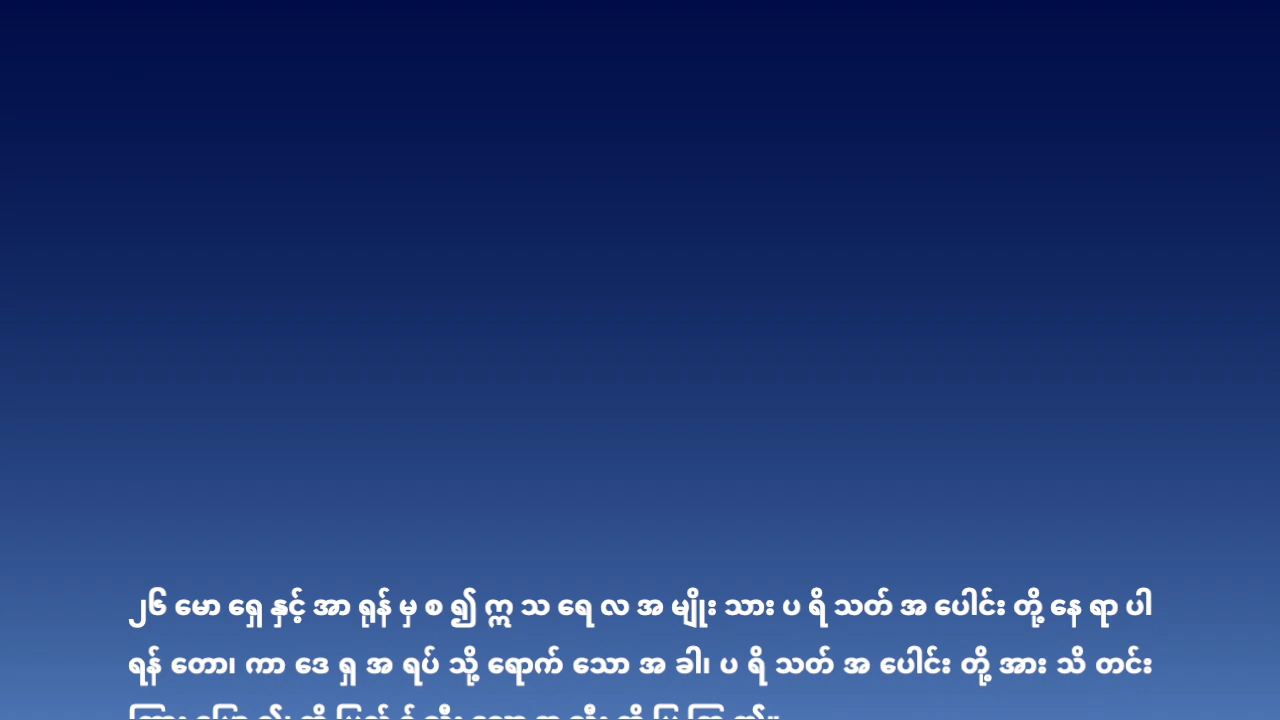 ၂၆ မော ရှေ နှင့် အာ ရုန် မှ စ ၍ ဣ သ ရေ လ အ မျိုး သား ပ ရိ သတ် အ ပေါင်း တို့ နေ ရာ ပါ
ရန် တော၊ ကာ ဒေ ရှ အ ရပ် သို့ ရောက် သော အ ခါ၊ ပ ရိ သတ် အ ပေါင်း တို့ အား သိ တင်း